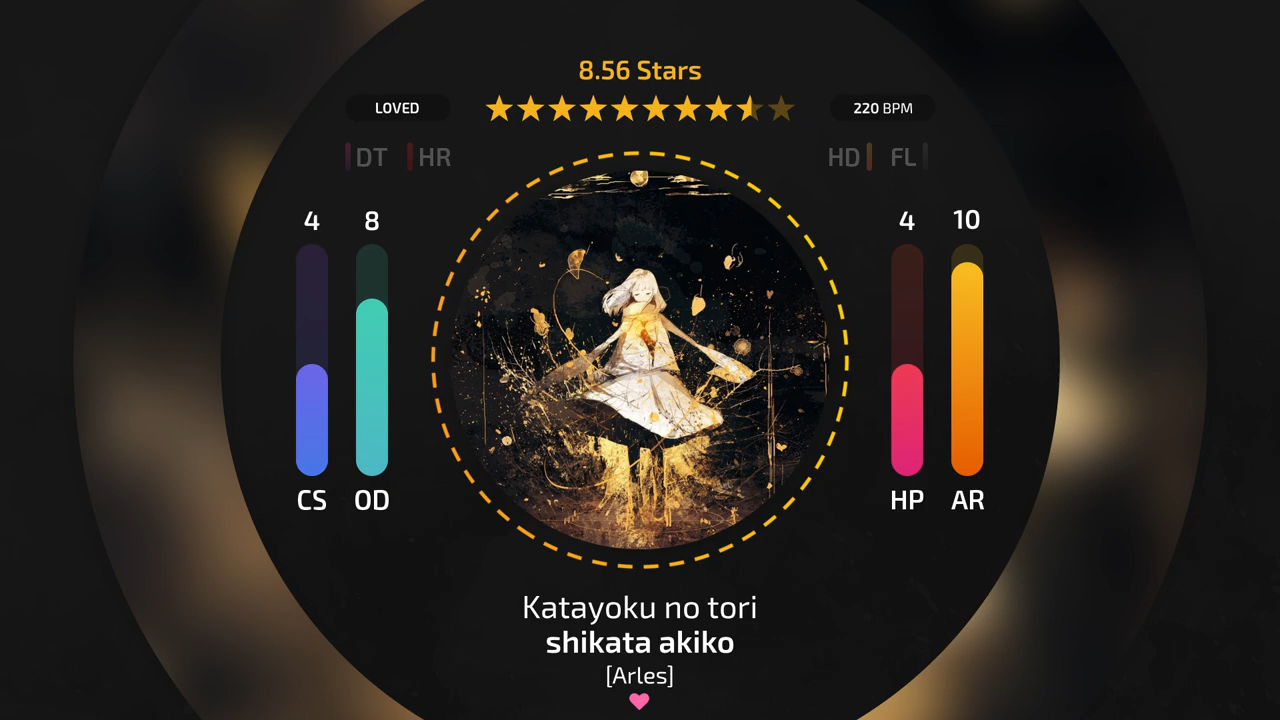 8.56 Stars
LOVED
220 BPM
DT HR
HD FL
4 8
4 10
CS OD
HP AR
Katayoku no tori
shikata akiko
[Arles]